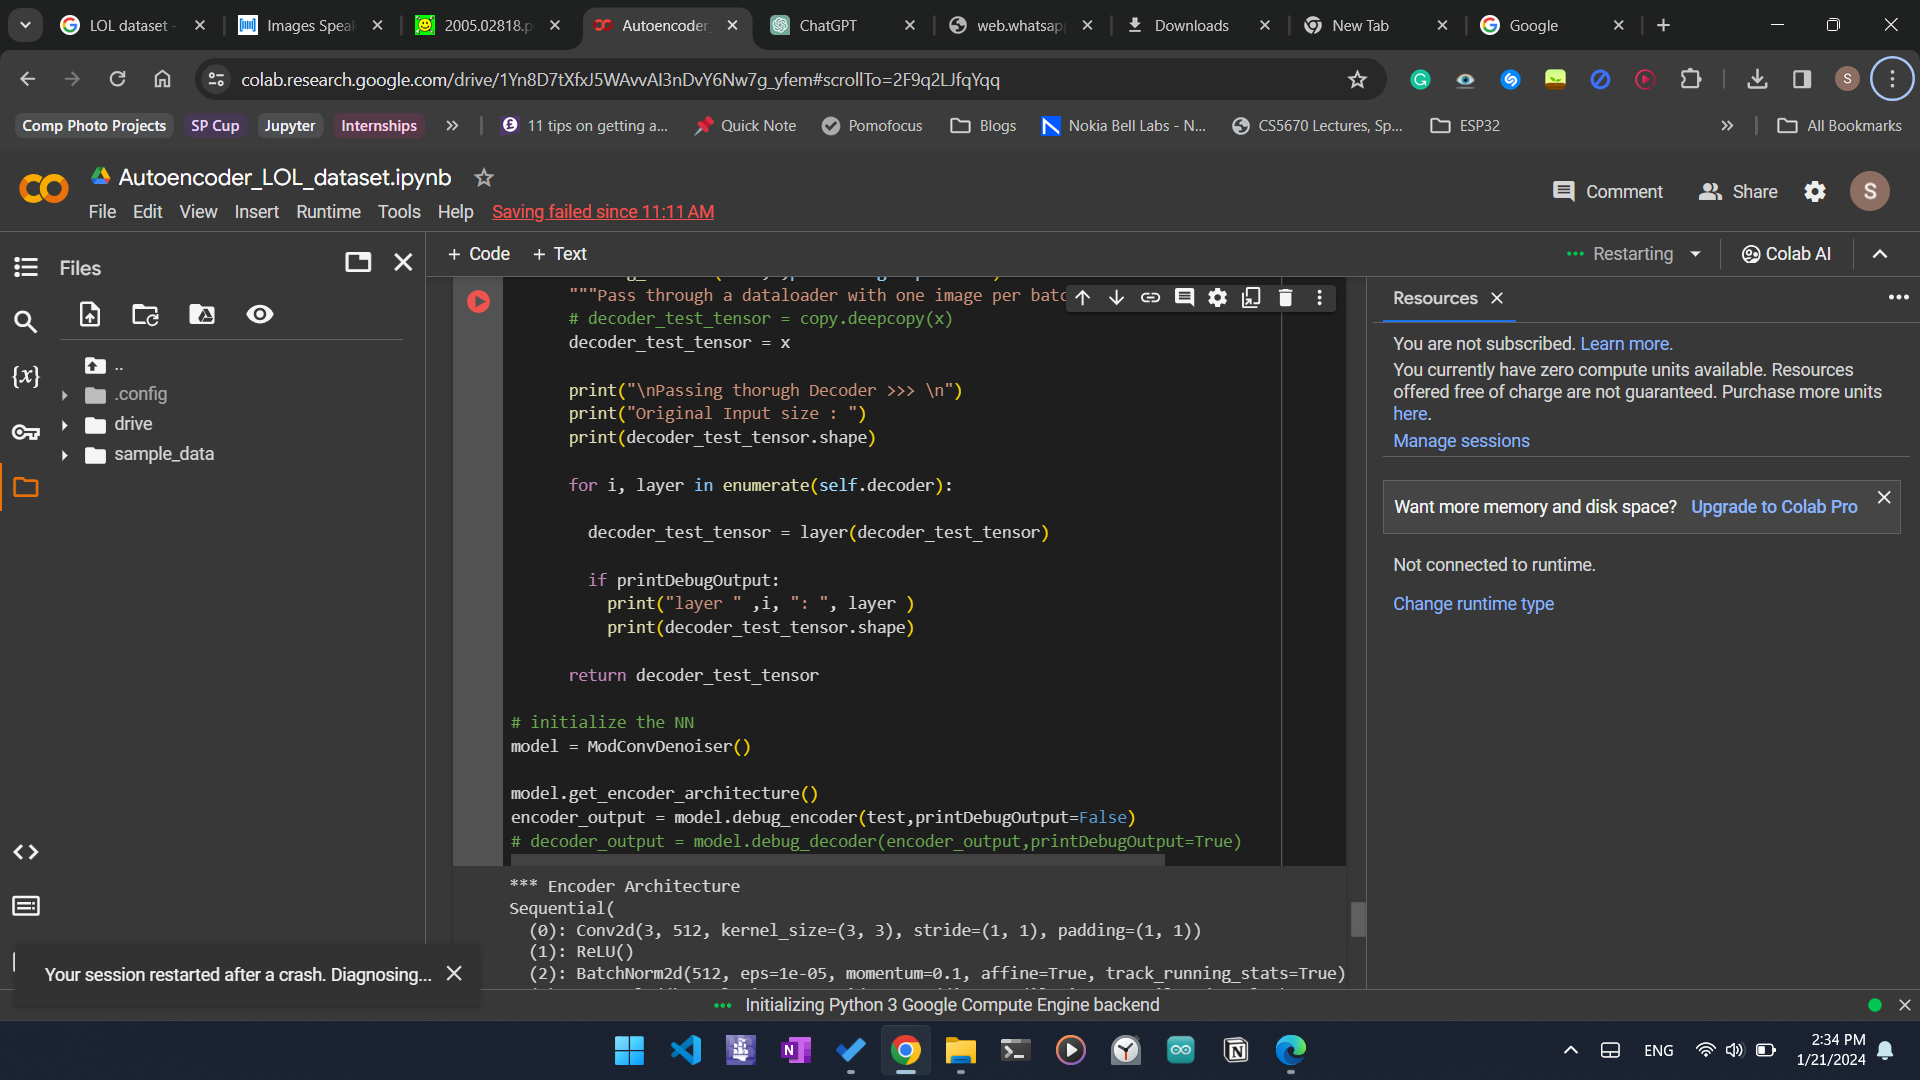 LOL dataset -
Images Speak
2005.02818.p
Autoencoder_
ChatGPT
web.whatsapp
Downloads
New Tab
Google
colab.research.google.com/drive/1Yn8D7tXfxJ5WAvvAI3nDvY6Nw7g_yfem#scrollTo=2F9q2LJfqYqq
S
Comp Photo Projects
SP Cup
Jupyter
Internships
11 tips on getting a...
Quick Note
Pomofocus
Blogs
Nokia Bell Labs - N...
CS5670 Lectures, Sp...
ESP32
All Bookmarks
Autoencoder_LOL_dataset.ipynb
File Edit View Insert Runtime Tools Help Saving failed since 11:11 AM
Comment
Share
S
Files
+ Code + Text
Restarting
Colab AI
..
.config
drive
sample_data
"""Pass through a dataloader with one image per batc
# decoder_test_tensor = copy.deepcopy(x)
decoder_test_tensor = x
print("\nPassing thorugh Decoder >>> \n")
print("Original Input size : ")
print(decoder_test_tensor.shape)
for i, layer in enumerate(self.decoder):
decoder_test_tensor = layer(decoder_test_tensor)
if printDebugOutput:
print("layer " ,i, ": ", layer )
print(decoder_test_tensor.shape)
return decoder_test_tensor
# initialize the NN
model = ModConvDenoiser()
model.get_encoder_architecture()
encoder_output = model.debug_encoder(test,printDebugOutput=False)
# decoder_output = model.debug_decoder(encoder_output,printDebugOutput=True)
*** Encoder Architecture
Sequential(
(0): Conv2d(3, 512, kernel_size=(3, 3), stride=(1, 1), padding=(1, 1))
(1): ReLU()
(2): BatchNorm2d(512, eps=1e-05, momentum=0.1, affine=True, track_running_stats=True)
Resources
You are not subscribed. Learn more.
You currently have zero compute units available. Resources
offered free of charge are not guaranteed. Purchase more units
here.
Manage sessions
Want more memory and disk space? Upgrade to Colab Pro
Not connected to runtime.
Change runtime type
Your session restarted after a crash. Diagnosing...
Initializing Python 3 Google Compute Engine backend
ENG
2:34 PM
1/21/2024